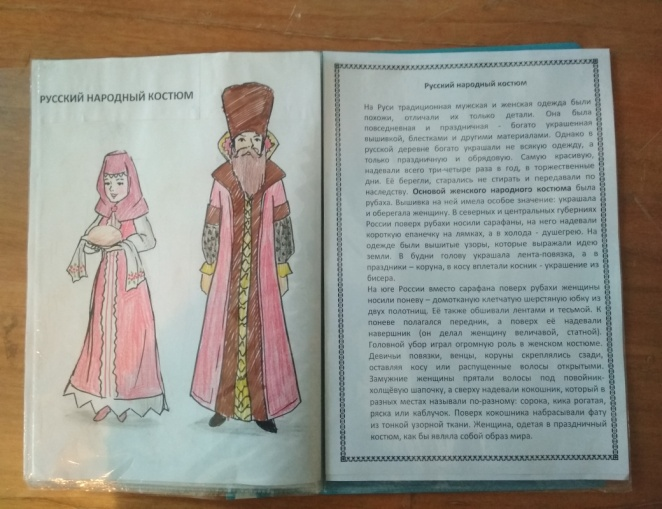 РУССКИЙ НАРОДНЫЙ КОСТЮМ
Русский народный костюм
На Руси традиционная мужская и женская одежда были
похожи, отличали их только детали. Она была
повседневная и праздничная - богато украшенная
вышивкой, блестками и другими материалами. Однако в
русской деревне богато украшали не всякую одежду, а
только праздничную и обрядовую. Самую красивую,
надевали всего три-четыре раза в год, в торжественные
дни. Её берегли, старались не стирать и передавали по
наследству. Основой женского народного костюма была
рубаха. Вышивка на ней имела особое значение: украшала
и оберегала женщину. В северных и центральных губерниях
России поверх рубахи носили сарафаны, на него надевали
короткую епанечку на лямках, а в холода - душегрею. На
одежде были вышитые узоры, которые выражали идею
земли. В будни голову украшала лента-повязка, а в
праздники – коруна, в косу вплетали косник - украшение из
бисера.
На юге России вместо сарафана поверх рубахи женщины
носили поневу – домотканую клетчатую шерстяную юбку из
двух полотнищ. Её также обшивали лентами и тесьмой. К
поневе полагался передник, а поверх её надевали
навершник (он делал женщину величавой, статной).
Головной убор играл огромную роль в женском костюме.
Девичьи повязки, венцы, коруны скреплялись сзади,
оставляя косу или распущенные волосы открытыми.
Замужние женщины прятали волосы под повойник-
холщёвую шапочку, а сверху надевали кокошник, который в
разных местах называли по-разному: сорока, кика рогатая,
ряска или каблучок. Поверх кокошника набрасывали фату
из тонкой узорной ткани. Женщина, одетая в праздничный
костюм, как бы являла собой образ мира.